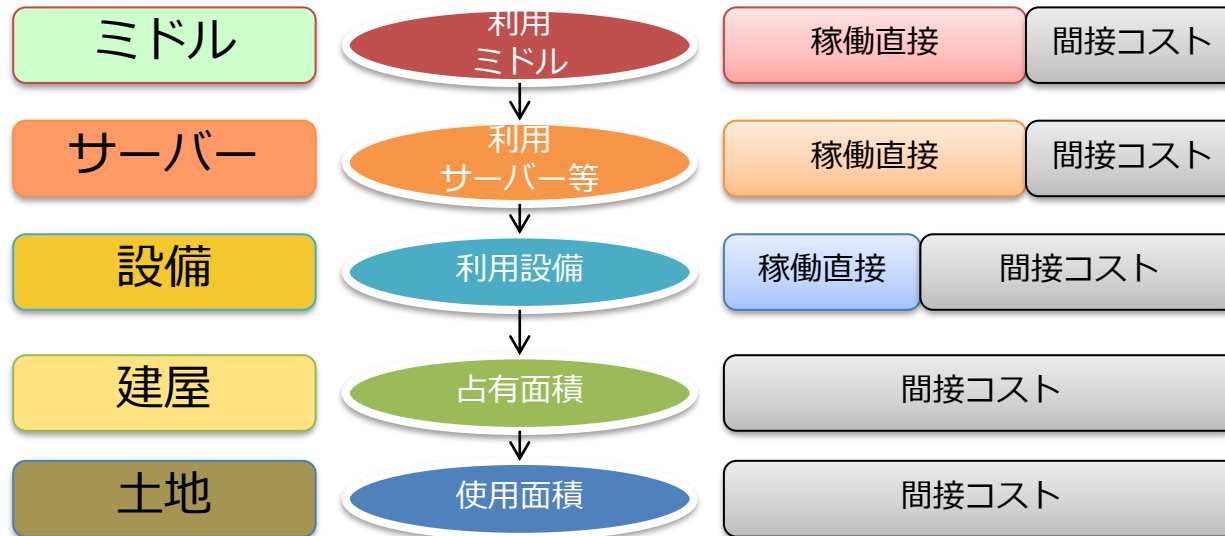 ミドル
利用
ミドル
稼働直接
間接コスト
サーバー
利用
サーバー等
稼働直接
間接コスト
設備
利用設備
稼働直接
間接コスト
建屋
占有面積
間接コスト
土地
使用面積
間接コスト